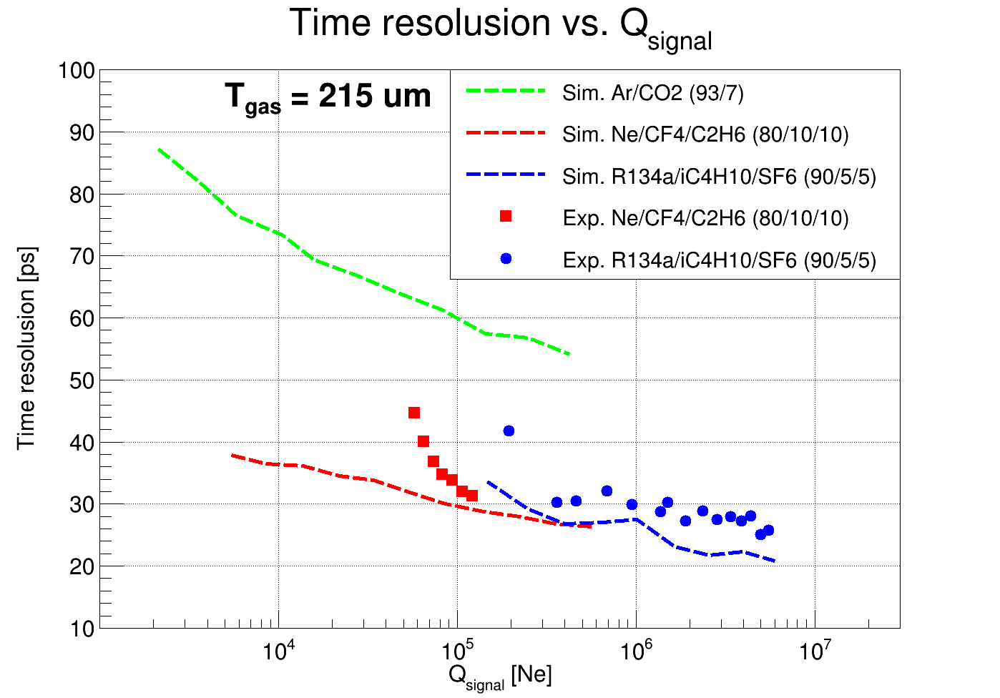 Time resolusion vs. Qsignal
Tgas = 215 um
Sim. Ar/CO2 (93/7)
Sim. Ne/CF4/C2H6 (80/10/10)
Sim. R134a/iC4H10/SF6 (90/5/5)
Exp. Ne/CF4/C2H6 (80/10/10)
Exp. R134a/iC4H10/SF6 (90/5/5)
Time resolusion [ps]
100
90
80
70
60
50
40
30
20
10
10^4 10^5 10^6 10^7
Qsignal [Ne]